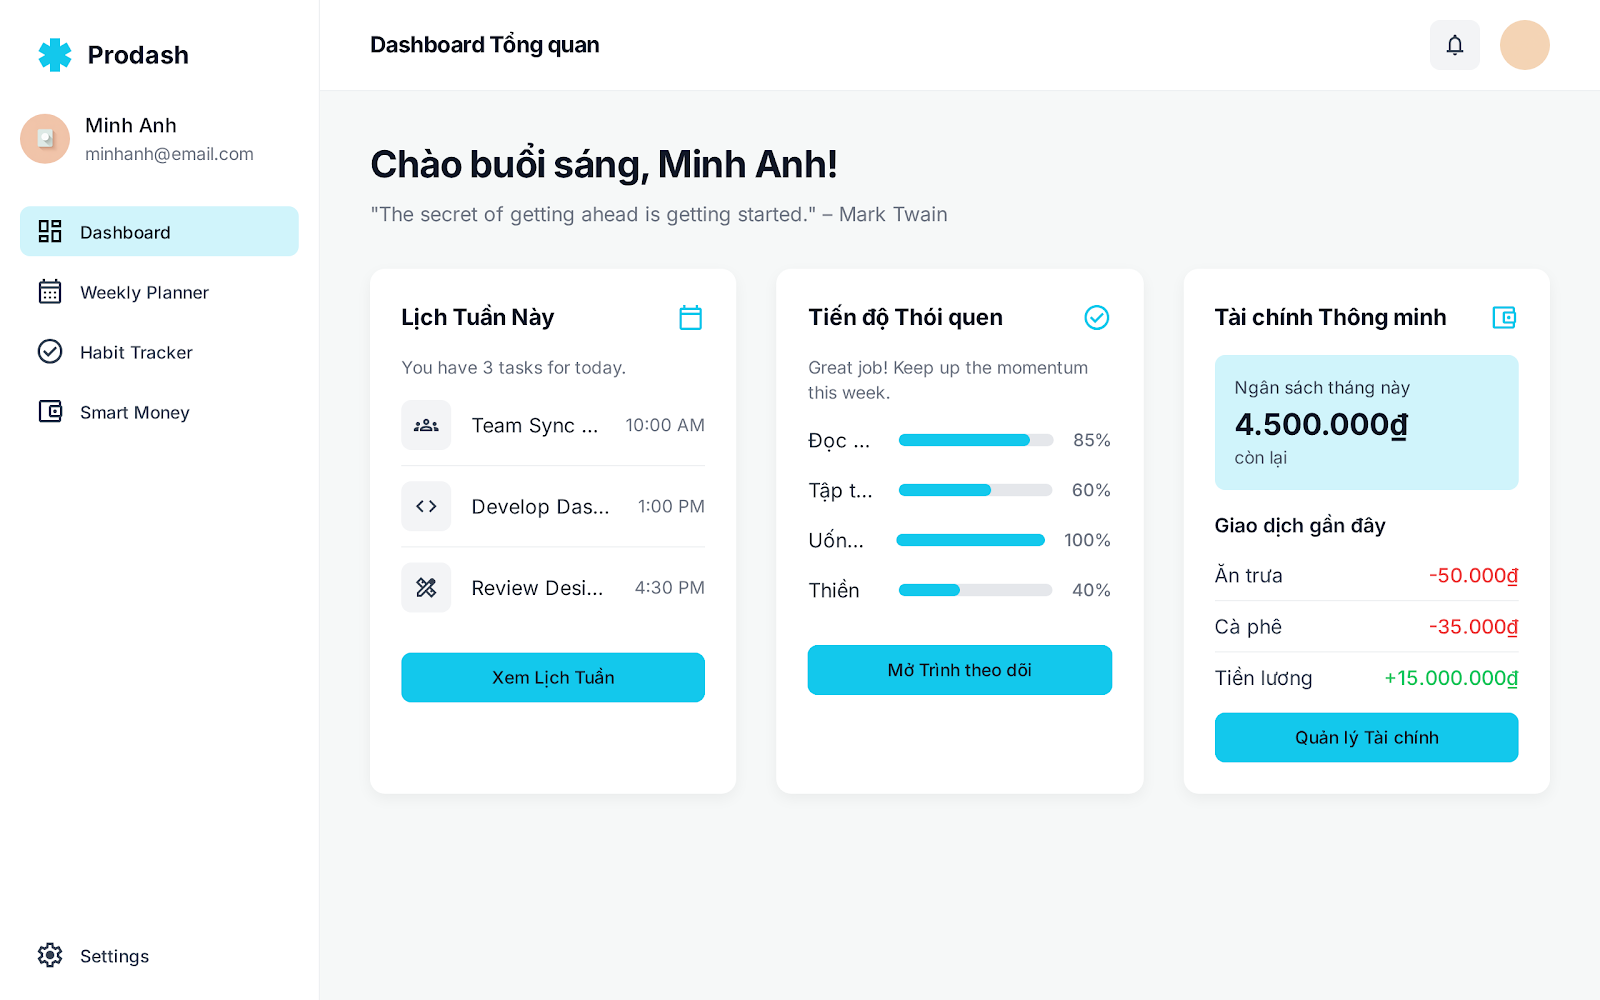 Prodash
Minh Anh
minhanh@email.com
Dashboard
Weekly Planner
Habit Tracker
Smart Money
Settings
Dashboard Tổng quan
Chào buổi sáng, Minh Anh!
"The secret of getting ahead is getting started." – Mark Twain
Lịch Tuần Này
You have 3 tasks for today.
Team Sync ... 10:00 AM
Develop Das... 1:00 PM
Review Desi... 4:30 PM
Xem Lịch Tuần
Tiến độ Thói quen
Great job! Keep up the momentum
this week.
Đọc ... 85%
Tập t... 60%
Uốn... 100%
Thiền 40%
Mở Trình theo dõi
Tài chính Thông minh
Ngân sách tháng này
4.500.000₫
còn lại
Giao dịch gần đây
Ăn trưa -50.000₫
Cà phê -35.000₫
Tiền lương +15.000.000₫
Quản lý Tài chính